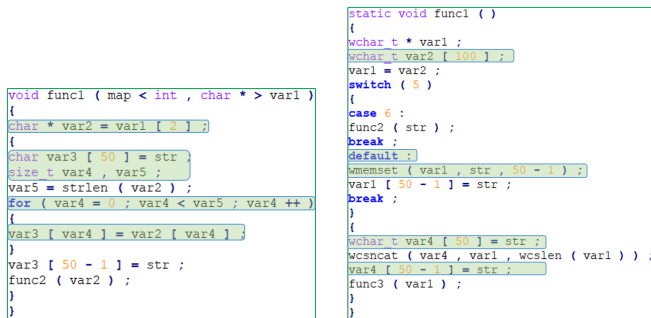 void func1 ( map < int , char * > var1 )
{
char * var2 = var1 [ 2 ] ;
{
char var3 [ 50 ] = str ;
size_t var4 , var5 ;
var5 = strlen ( var2 ) ;
for ( var4 = 0 ; var4 < var5 ; var4 ++ )
{
var3 [ var4 ] = var2 [ var4 ] ;
}
var3 [ 50 - 1 ] = str ;
func2 ( var2 ) ;
}
}
static void func1 ( )
{
wchar_t * var1 ;
wchar_t var2 [ 100 ] ;
var1 = var2 ;
switch ( 5 )
{
case 6 :
func2 ( str ) ;
break ;
default :
wmemset ( var1 , str , 50 - 1 ) ;
var1 [ 50 - 1 ] = str ;
break ;
}
{
wchar_t var4 [ 50 ] = str ;
wcsncat ( var4 , var1 , wcslen ( var1 ) ) ;
var4 [ 50 - 1 ] = str ;
func3 ( var1 ) ;
}
}